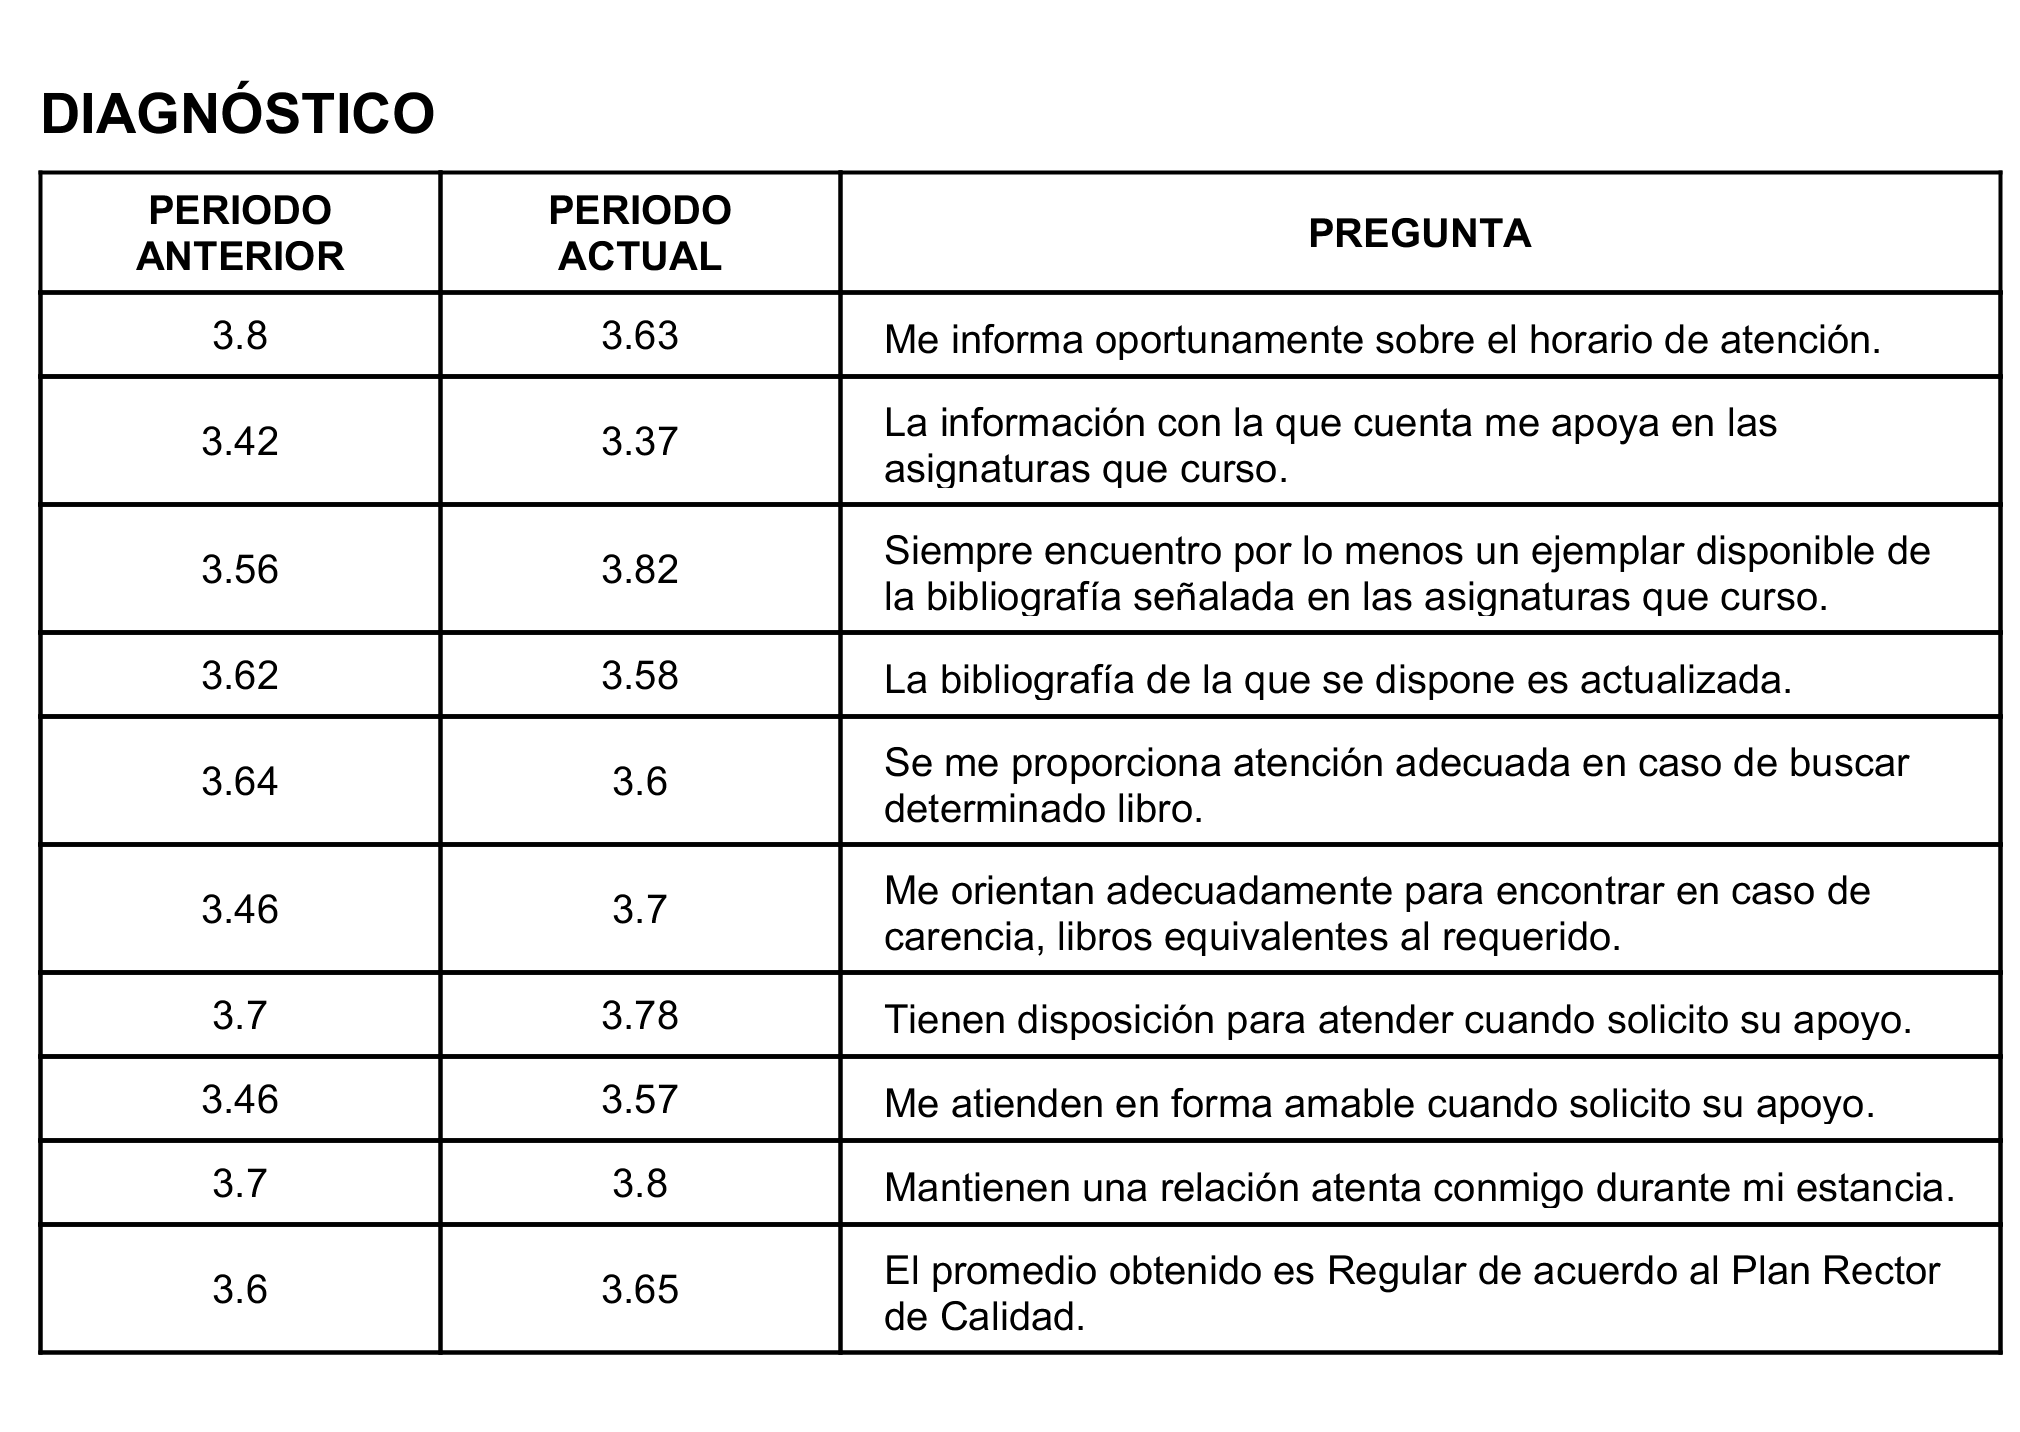 DIAGNÓSTICO
PERIODO
ANTERIOR
PERIODO
ACTUAL
PREGUNTA
3.8
3.63
Me informa oportunamente sobre el horario de atención.
3.42
3.37
La información con la que cuenta me apoya en las
asignaturas que curso.
3.56
3.82
Siempre encuentro por lo menos un ejemplar disponible de
la bibliografía señalada en las asignaturas que curso.
3.62
3.58
La bibliografía de la que se dispone es actualizada.
3.64
3.6
Se me proporciona atención adecuada en caso de buscar
determinado libro.
3.46
3.7
Me orientan adecuadamente para encontrar en caso de
carencia, libros equivalentes al requerido.
3.7
3.78
Tienen disposición para atender cuando solicito su apoyo.
3.46
3.57
Me atienden en forma amable cuando solicito su apoyo.
3.7
3.8
Mantienen una relación atenta conmigo durante mi estancia.
3.6
3.65
El promedio obtenido es Regular de acuerdo al Plan Rector
de Calidad.